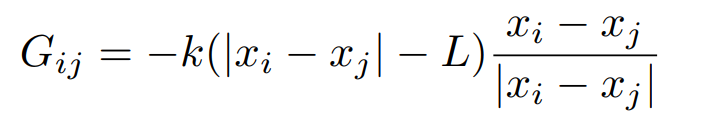 G_{ij} = -k(|x_i - x_j| - L)\frac{x_i - x_j}{|x_i - x_j|}